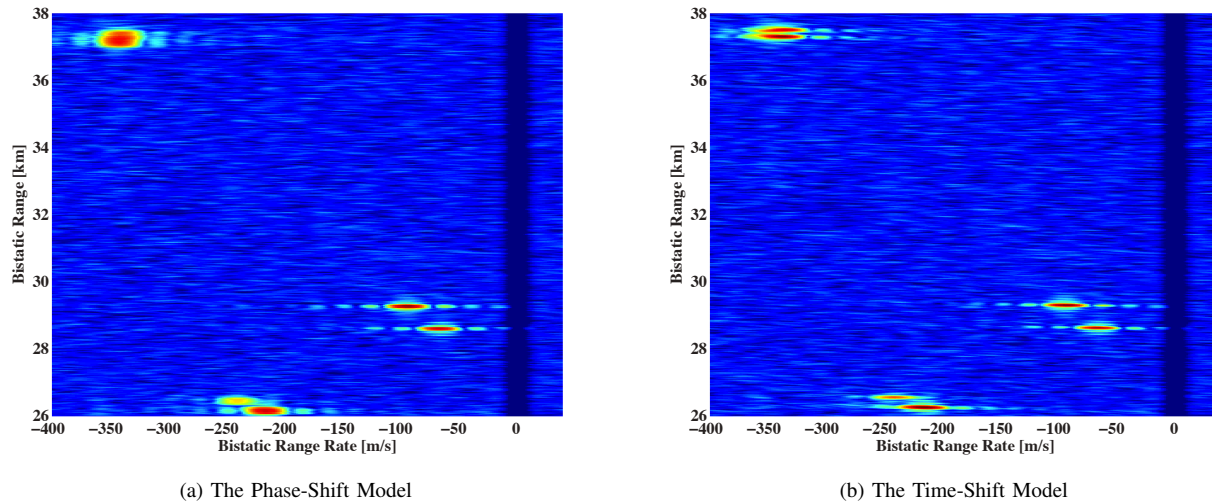 38
36
34
32
30
28
26
Bistatic Range [km]
−400 −350 −300 −250 −200 −150 −100 −50 0
Bistatic Range Rate [m/s]
(a) The Phase-Shift Model
38
36
34
32
30
28
26
Bistatic Range [km]
−400 −350 −300 −250 −200 −150 −100 −50 0
Bistatic Range Rate [m/s]
(b) The Time-Shift Model